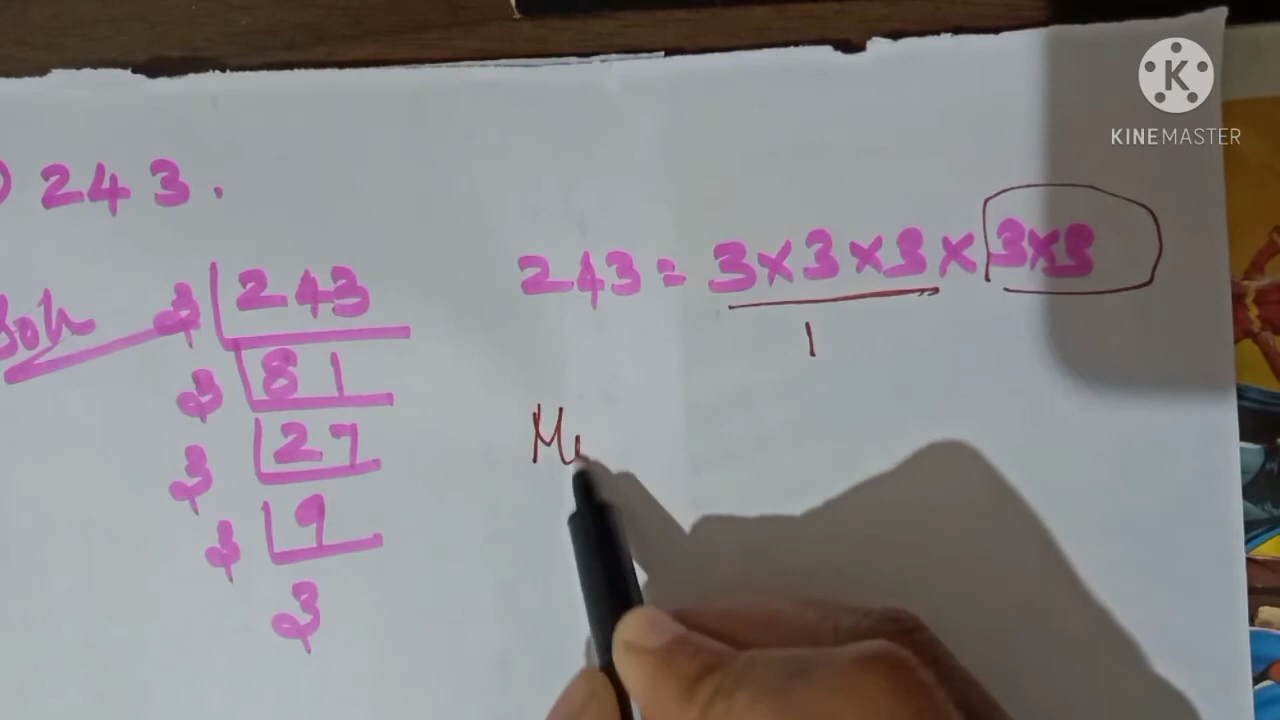 ) 243.
243 = 3×3×3×3×3
1
Soln
3 243
3 81
3 27
3 9
3
Mu
KINEMASTER